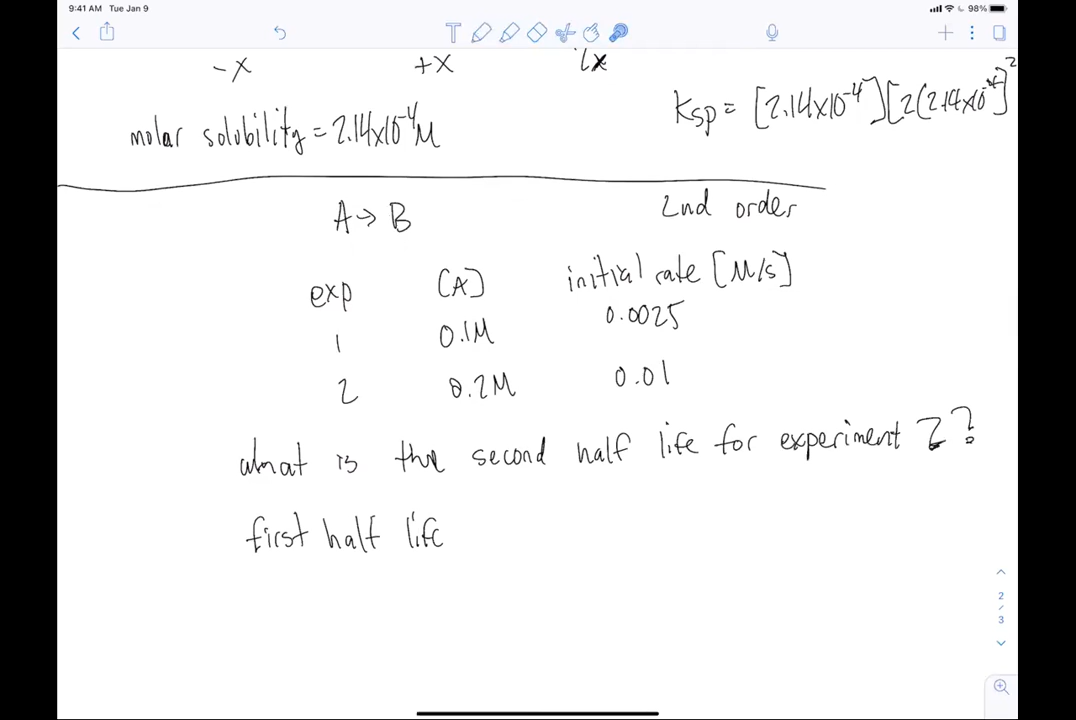 9:41 AM Tue Jan 9
98%
-X +X
molar solubility = 2.14x10⁻⁴M
Ksp = [2.14x10⁻⁴][2(2.14x10⁻⁴)]²
A → B 2nd order
exp [A] initial rate [M/s]
1 0.1M 0.0025
2 0.2M 0.01
what is the second half life for experiment 2?
first half life
2
/
3